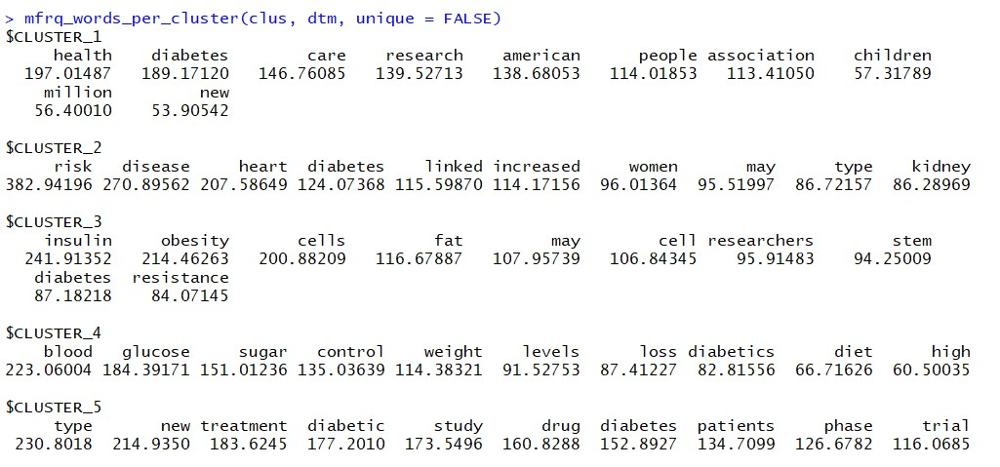 > mfrq_words_per_cluster(clus, dtm, unique = FALSE)
$CLUSTER_1
health diabetes care research american people association children
197.01487 189.17120 146.76085 139.52713 138.68053 114.01853 113.41050 57.31789
million new
56.40010 53.90542
$CLUSTER_2
risk disease heart diabetes linked increased women may type kidney
382.94196 270.89562 207.58649 124.07368 115.59870 114.17156 96.01364 95.51997 86.72157 86.28969
$CLUSTER_3
insulin obesity cells fat may cell researchers stem
241.91352 214.46263 200.88209 116.67887 107.95739 106.84345 95.91483 94.25009
diabetes resistance
87.18218 84.07145
$CLUSTER_4
blood glucose sugar control weight levels loss diabetics diet high
223.06004 184.39171 151.01236 135.03639 114.38321 91.52753 87.41227 82.81556 66.71626 60.50035
$CLUSTER_5
type new treatment diabetic study drug diabetes patients phase trial
230.8018 214.9350 183.6245 177.2010 173.5496 160.8288 152.8927 134.7099 126.6782 116.0685